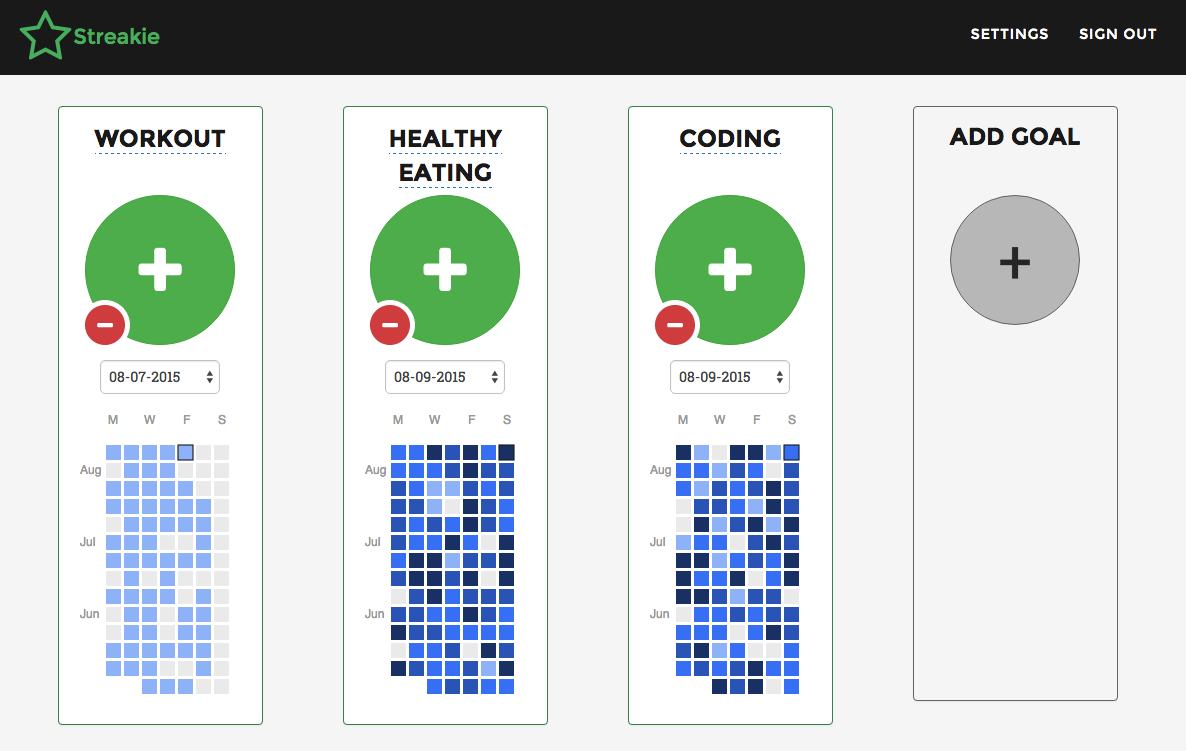 Streakie
SETTINGS SIGN OUT
WORKOUT
08-07-2015
M W F S
Aug
Jul
Jun
HEALTHY
EATING
08-09-2015
M W F S
Aug
Jul
Jun
CODING
08-09-2015
M W F S
Aug
Jul
Jun
ADD GOAL